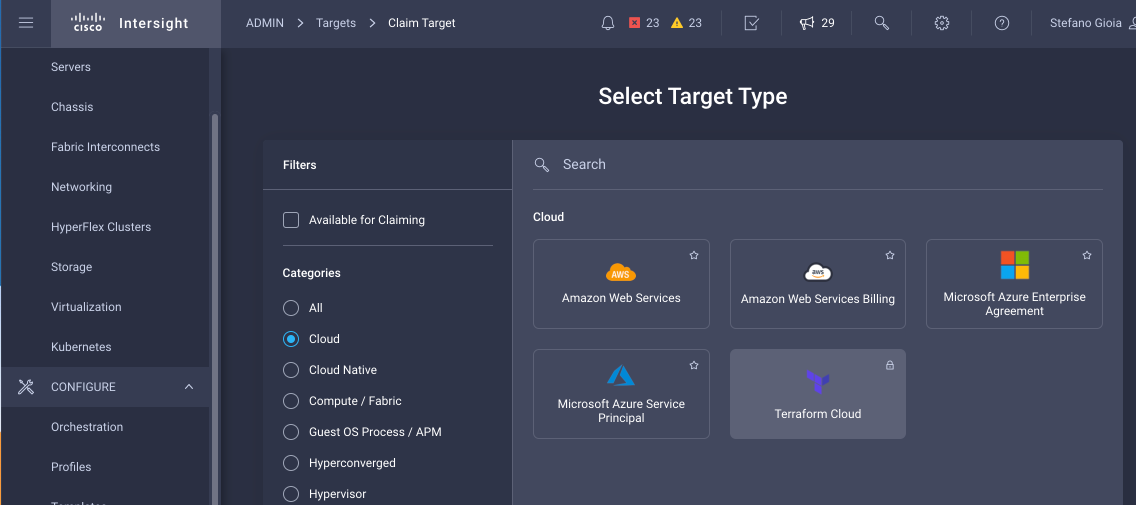 CISCO Intersight
ADMIN > Targets > Claim Target
23 23
29
Stefano Gioia
Servers
Chassis
Fabric Interconnects
Networking
HyperFlex Clusters
Storage
Virtualization
Kubernetes
CONFIGURE
Orchestration
Profiles
Select Target Type
Filters
Available for Claiming
Categories
All
Cloud
Cloud Native
Compute / Fabric
Guest OS Process / APM
Hyperconverged
Hypervisor
Search
Cloud
AWS
Amazon Web Services
aws
Amazon Web Services Billing
Microsoft Azure Enterprise
Agreement
Microsoft Azure Service
Principal
Terraform Cloud